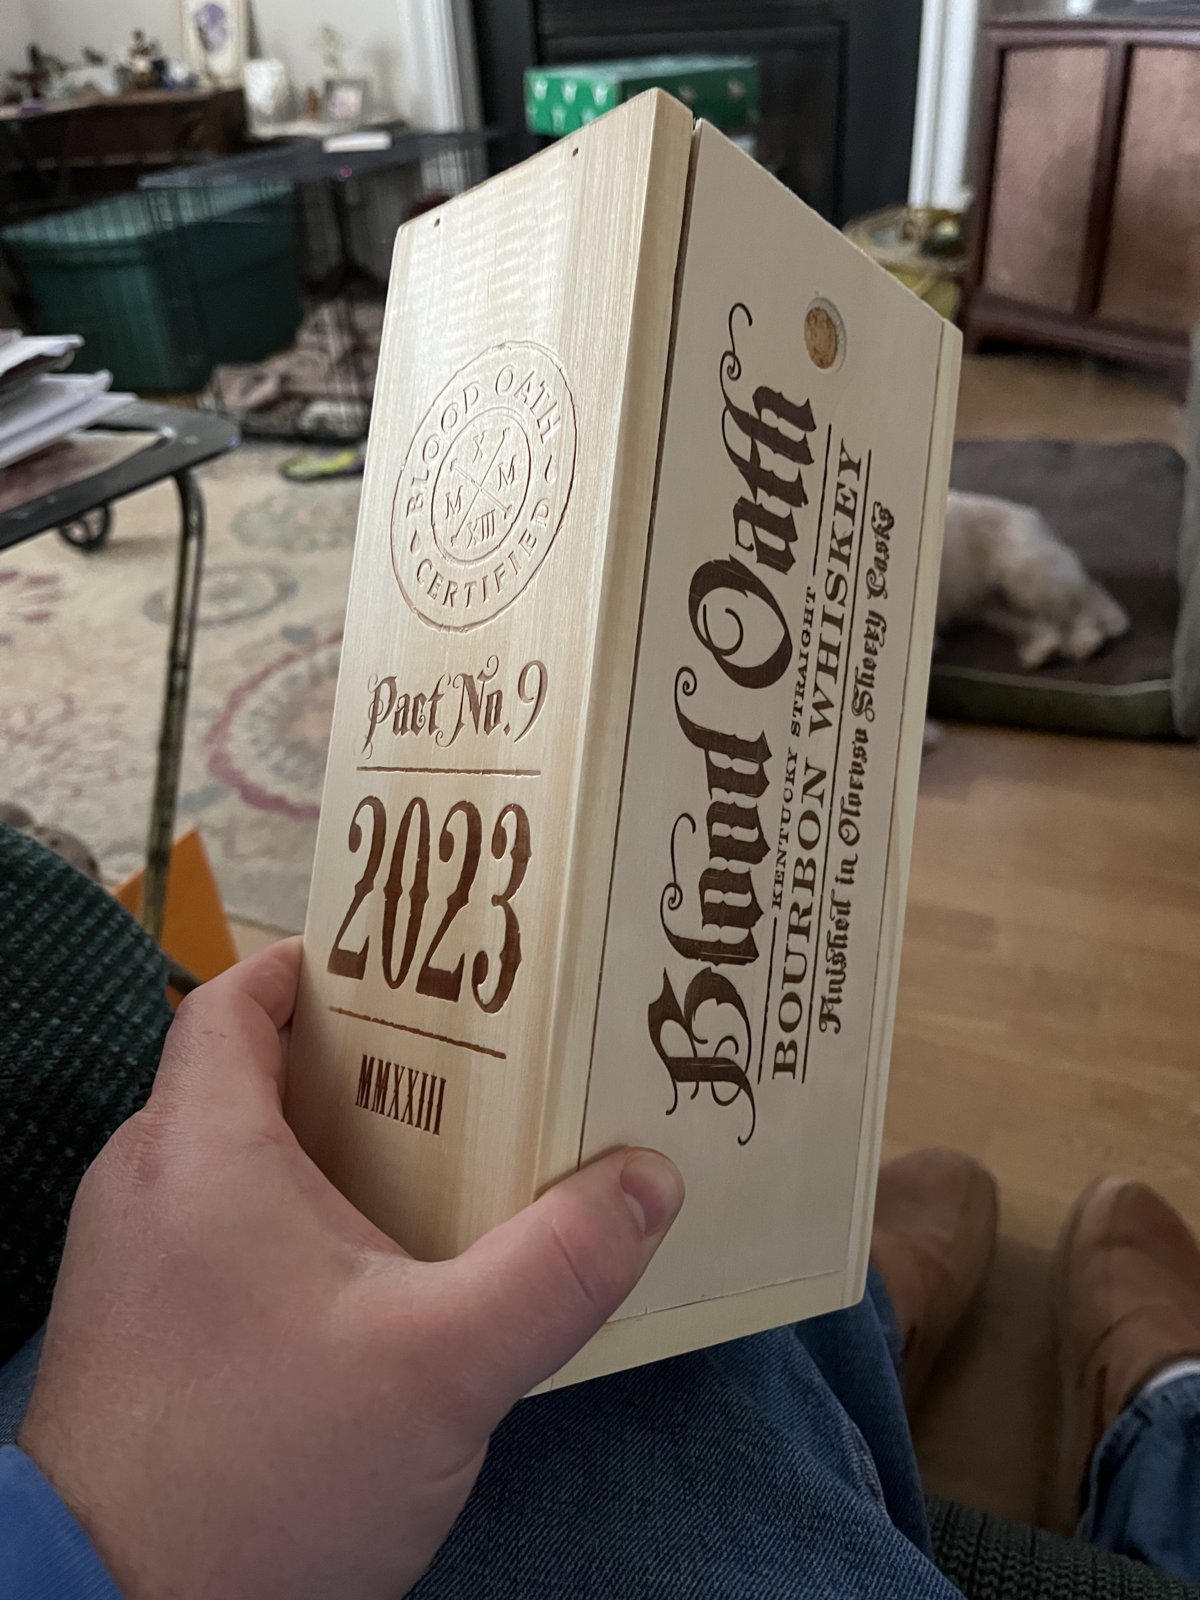 BLOOD OATH
X
M M
XIII
CERTIFIED
Pact No. 9
2023
MMXXIII
Blood Oath
KENTUCKY STRAIGHT
BOURBON WHISKEY
Finished in Oloroso Sherry Casks